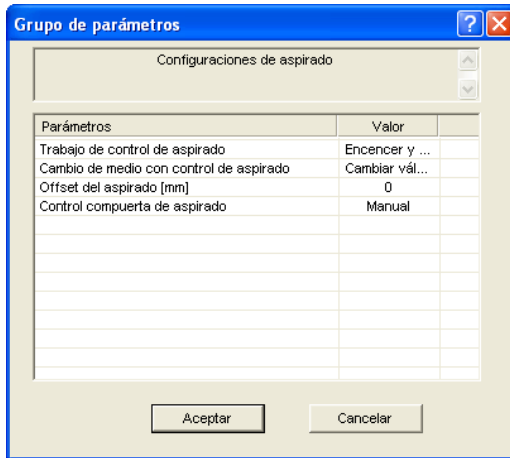 Grupo de parámetros
Configuraciones de aspirado
Parámetros Valor
Trabajo de control de aspirado Encencer y ...
Cambio de medio con control de aspirado Cambiar vál...
Offset del aspirado [mm] 0
Control compuerta de aspirado Manual
Aceptar Cancelar